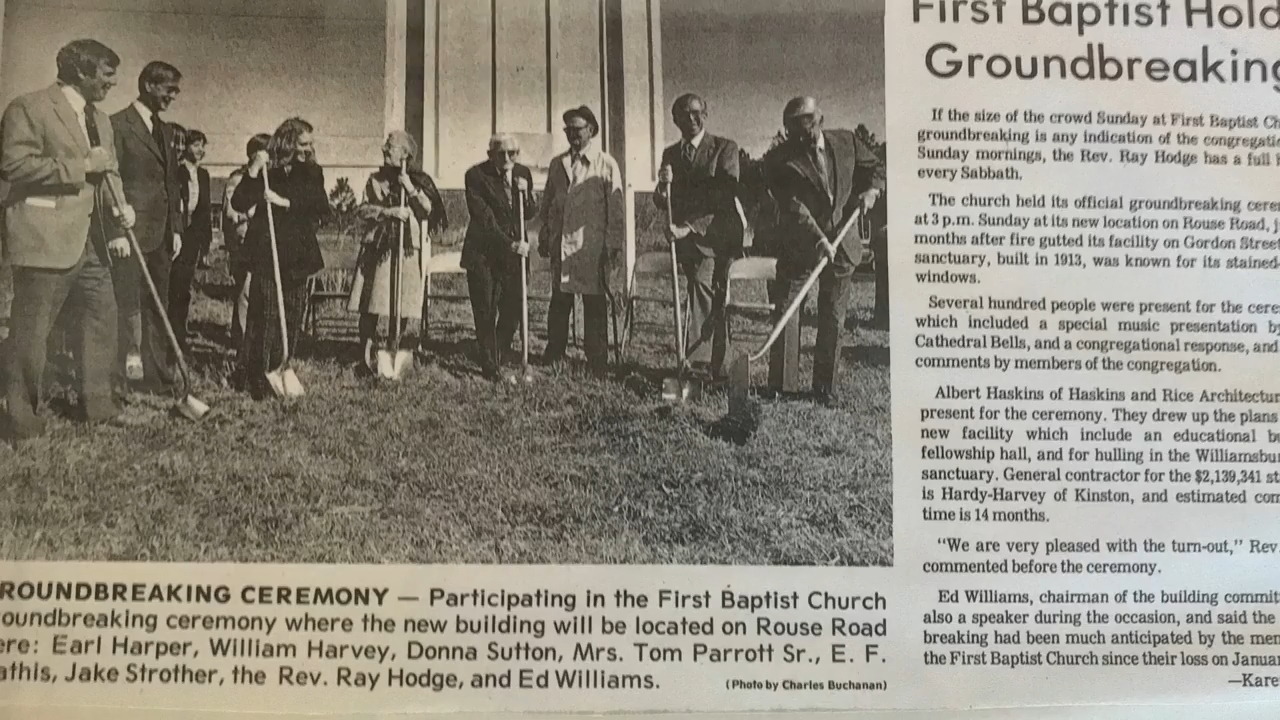 ROUNDBREAKING CEREMONY — Participating in the First Baptist Church
oundbreaking ceremony where the new building will be located on Rouse Road
ere: Earl Harper, William Harvey, Donna Sutton, Mrs. Tom Parrott Sr., E. F.
athis, Jake Strother, the Rev. Ray Hodge, and Ed Williams.
(Photo by Charles Buchanan)
First Baptist Hold
Groundbreaking
If the size of the crowd Sunday at First Baptist Ch
groundbreaking is any indication of the congregatio
Sunday mornings, the Rev. Ray Hodge has a full
every Sabbath.
The church held its official groundbreaking cere
at 3 p.m. Sunday at its new location on Rouse Road, j
months after fire gutted its facility on Gordon Street
sanctuary, built in 1913, was known for its stained-
windows.
Several hundred people were present for the cere
which included a special music presentation by
Cathedral Bells, and a congregational response, and
comments by members of the congregation.
Albert Haskins of Haskins and Rice Architectur
present for the ceremony. They drew up the plans
new facility which include an educational bu
fellowship hall, and for hulling in the Williamsbur
sanctuary. General contractor for the $2,139,341 st
is Hardy-Harvey of Kinston, and estimated com
time is 14 months.
"We are very pleased with the turn-out," Rev.
commented before the ceremony.
Ed Williams, chairman of the building committ
also a speaker during the occasion, and said the
breaking had been much anticipated by the mem
the First Baptist Church since their loss on Januar
—Kare